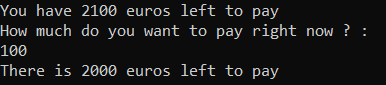 You have 2100 euros left to pay
How much do you want to pay right now ? :
100
There is 2000 euros left to pay